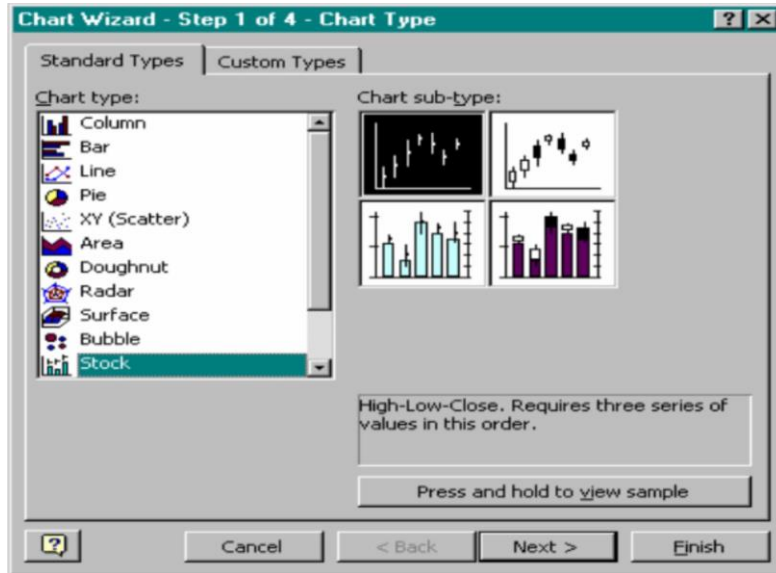 Chart Wizard - Step 1 of 4 - Chart Type
Standard Types
Custom Types
Chart type:
Column
Bar
Line
Pie
XY (Scatter)
Area
Doughnut
Radar
Surface
Bubble
Stock
Chart sub-type:
High-Low-Close. Requires three series of
values in this order.
Press and hold to view sample
Cancel
< Back
Next >
Finish